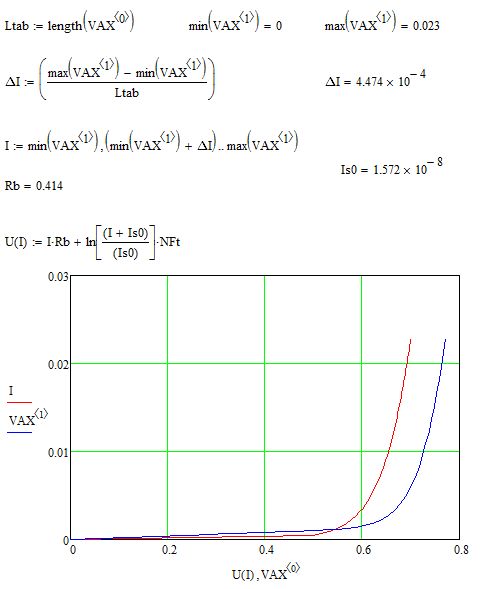 Ltab := length(VAX^⟨0⟩) min(VAX^⟨1⟩) = 0 max(VAX^⟨1⟩) = 0.023
ΔI := ((max(VAX^⟨1⟩) − min(VAX^⟨1⟩)) / Ltab) ΔI = 4.474 × 10^−4
I := min(VAX^⟨1⟩), (min(VAX^⟨1⟩) + ΔI) .. max(VAX^⟨1⟩)
Is0 = 1.572 × 10^−8
Rb = 0.414
U(I) := I·Rb + ln[(I + Is0) / (Is0)]·NFt
0.03
0.02
I
VAX^⟨1⟩
0.01
0
0 0.2 0.4 0.6 0.8
U(I), VAX^⟨0⟩